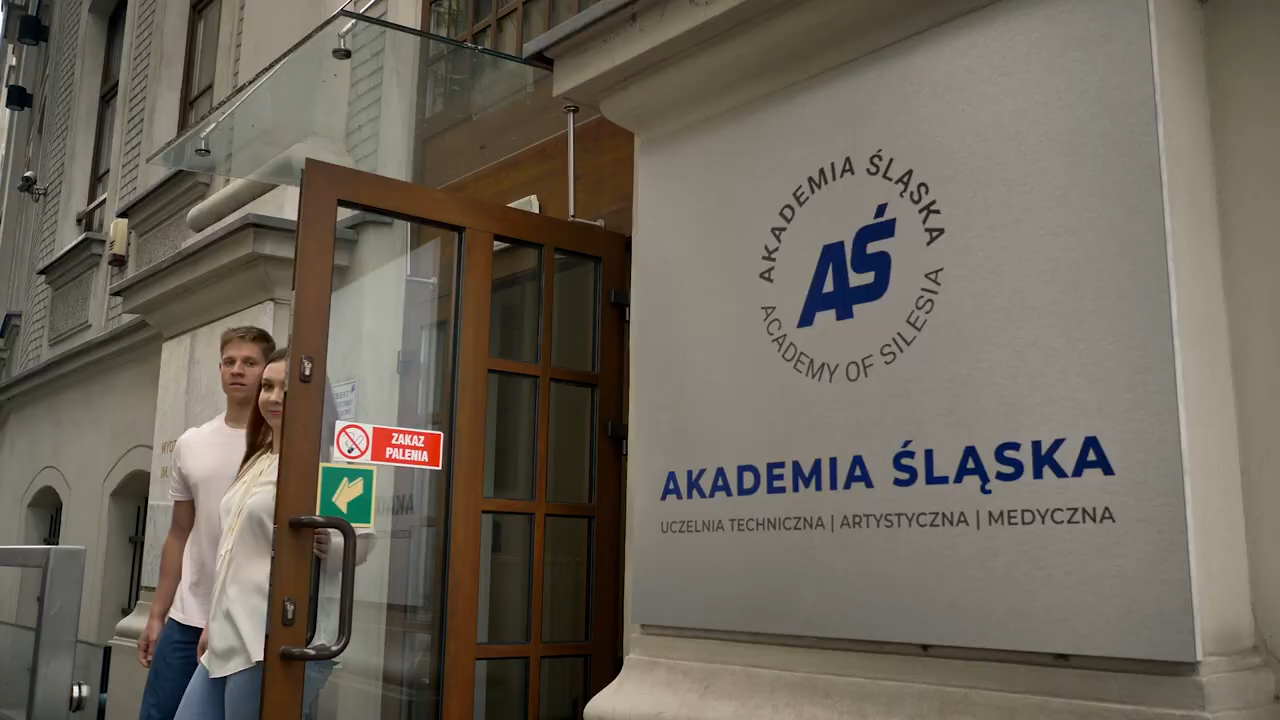 AKADEMIA ŚLĄSKA
AŚ
ACADEMY OF SILESIA
AKADEMIA ŚLĄSKA
UCZELNIA TECHNICZNA | ARTYSTYCZNA | MEDYCZNA
ZAKAZ
PALENIA